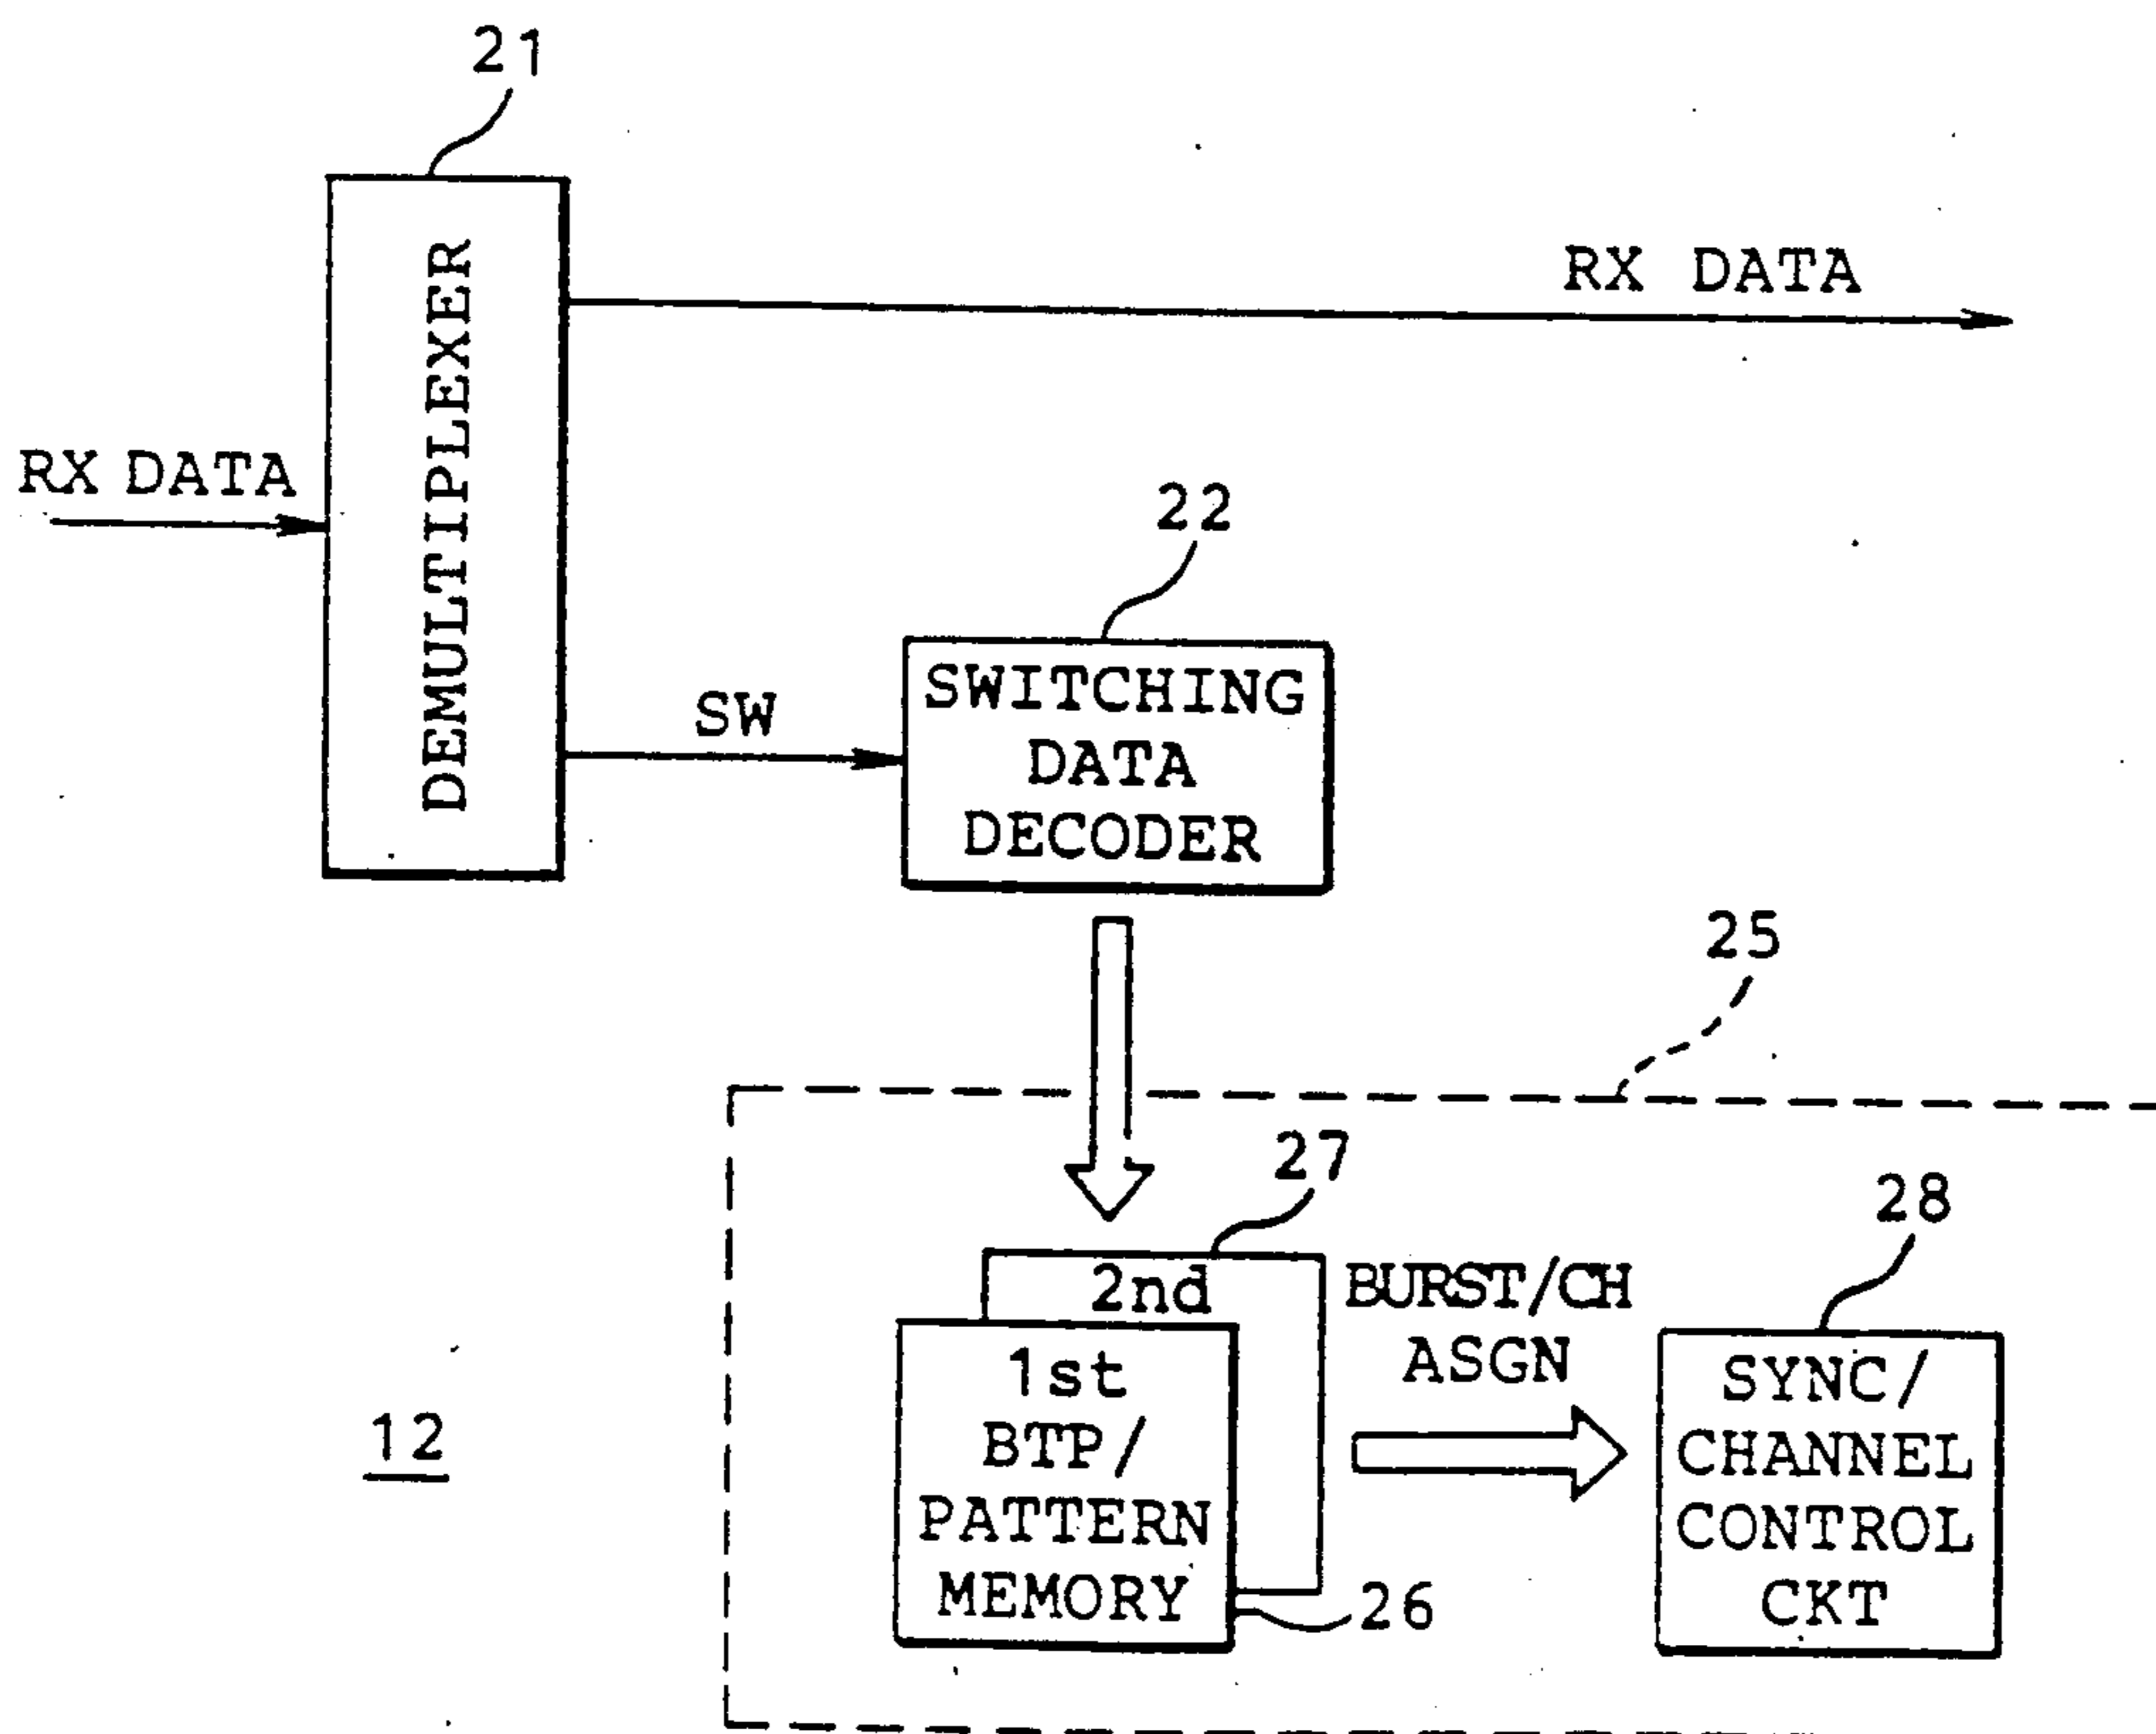 21
DEMULTIPLEXER
RX DATA
RX DATA
22
SW
SWITCHING
DATA
DECODER
25
27
2nd
1st
BTP/
PATTERN
MEMORY
26
BURST/CH
ASGN
28
SYNC/
CHANNEL
CONTROL
CKT
12